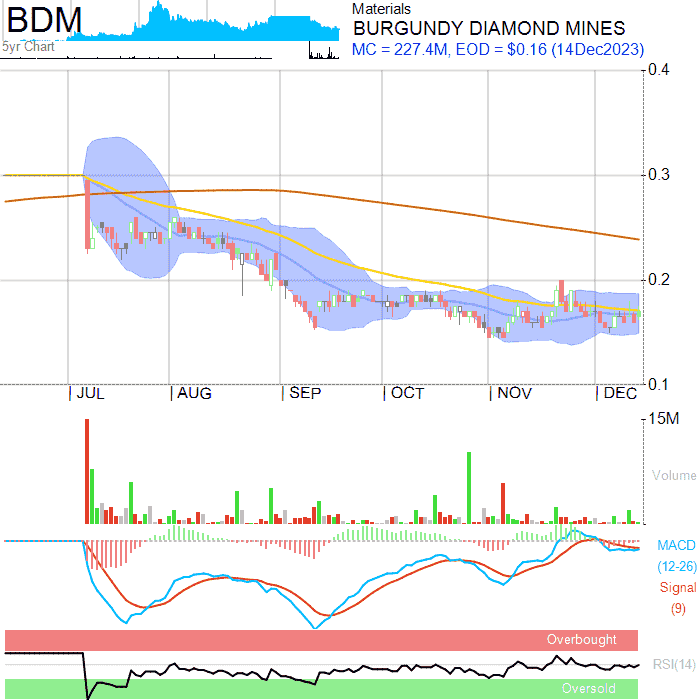 BDM
5yr Chart
Materials
BURGUNDY DIAMOND MINES
MC = 227.4M, EOD = $0.16 (14Dec2023)
0.4
0.3
0.2
0.1
JUL
AUG
SEP
OCT
NOV
DEC
15M
Volume
MACD
(12-26)
Signal
(9)
Overbought
RSI(14)
Oversold